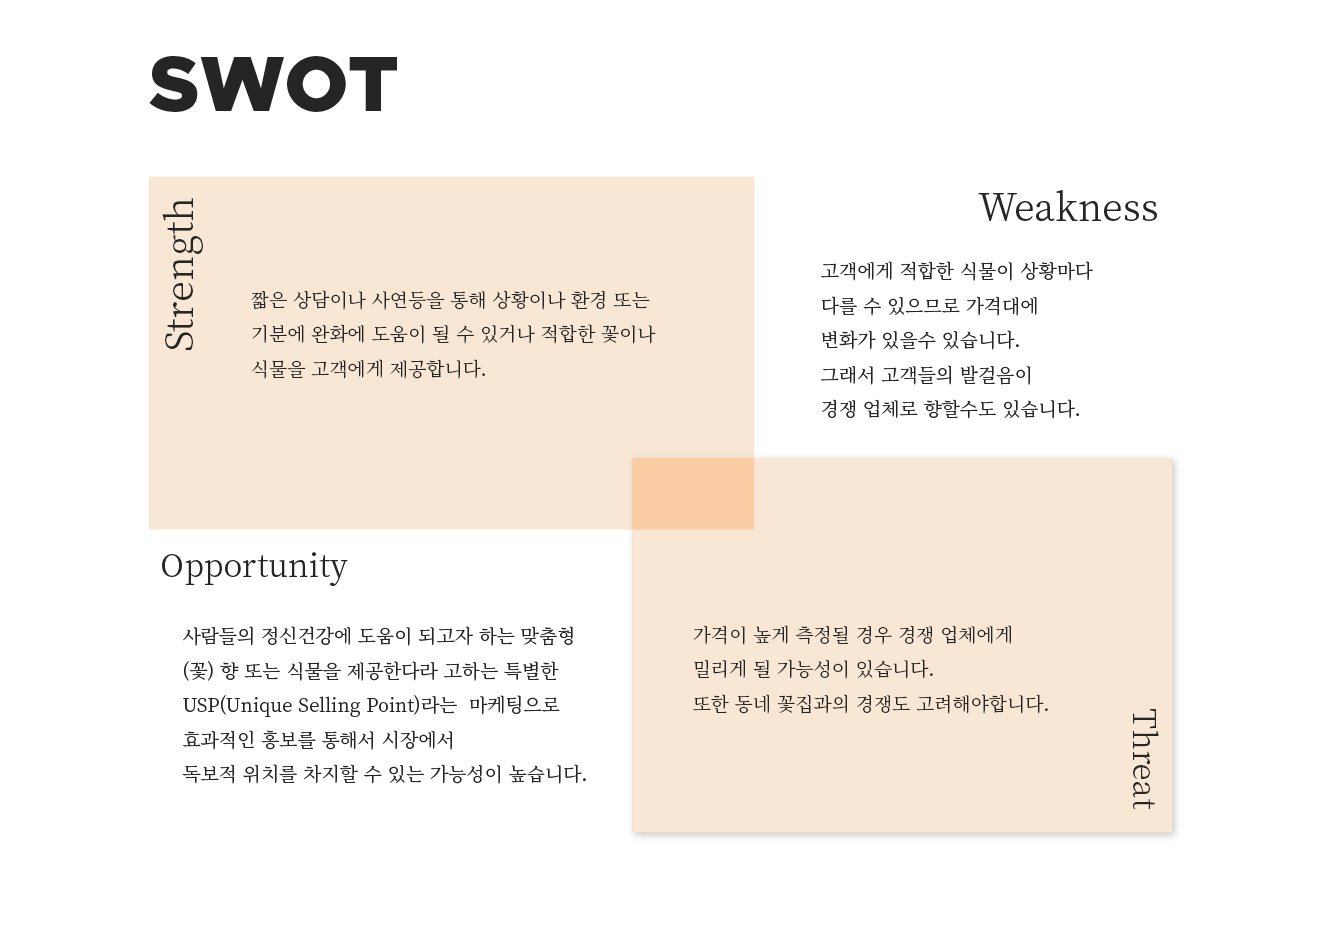 SWOT
Strength
짧은 상담이나 사연등을 통해 상황이나 환경 또는
기분에 완화에 도움이 될 수 있거나 적합한 꽃이나
식물을 고객에게 제공합니다.
Weakness
고객에게 적합한 식물이 상황마다
다를 수 있으므로 가격대에
변화가 있을수 있습니다.
그래서 고객들의 발걸음이
경쟁 업체로 향할수도 있습니다.
Opportunity
사람들의 정신건강에 도움이 되고자 하는 맞춤형
(꽃) 향 또는 식물을 제공한다라 고하는 특별한
USP(Unique Selling Point)라는 마케팅으로
효과적인 홍보를 통해서 시장에서
독보적 위치를 차지할 수 있는 가능성이 높습니다.
가격이 높게 측정될 경우 경쟁 업체에게
밀리게 될 가능성이 있습니다.
또한 동네 꽃집과의 경쟁도 고려해야합니다.
Threat